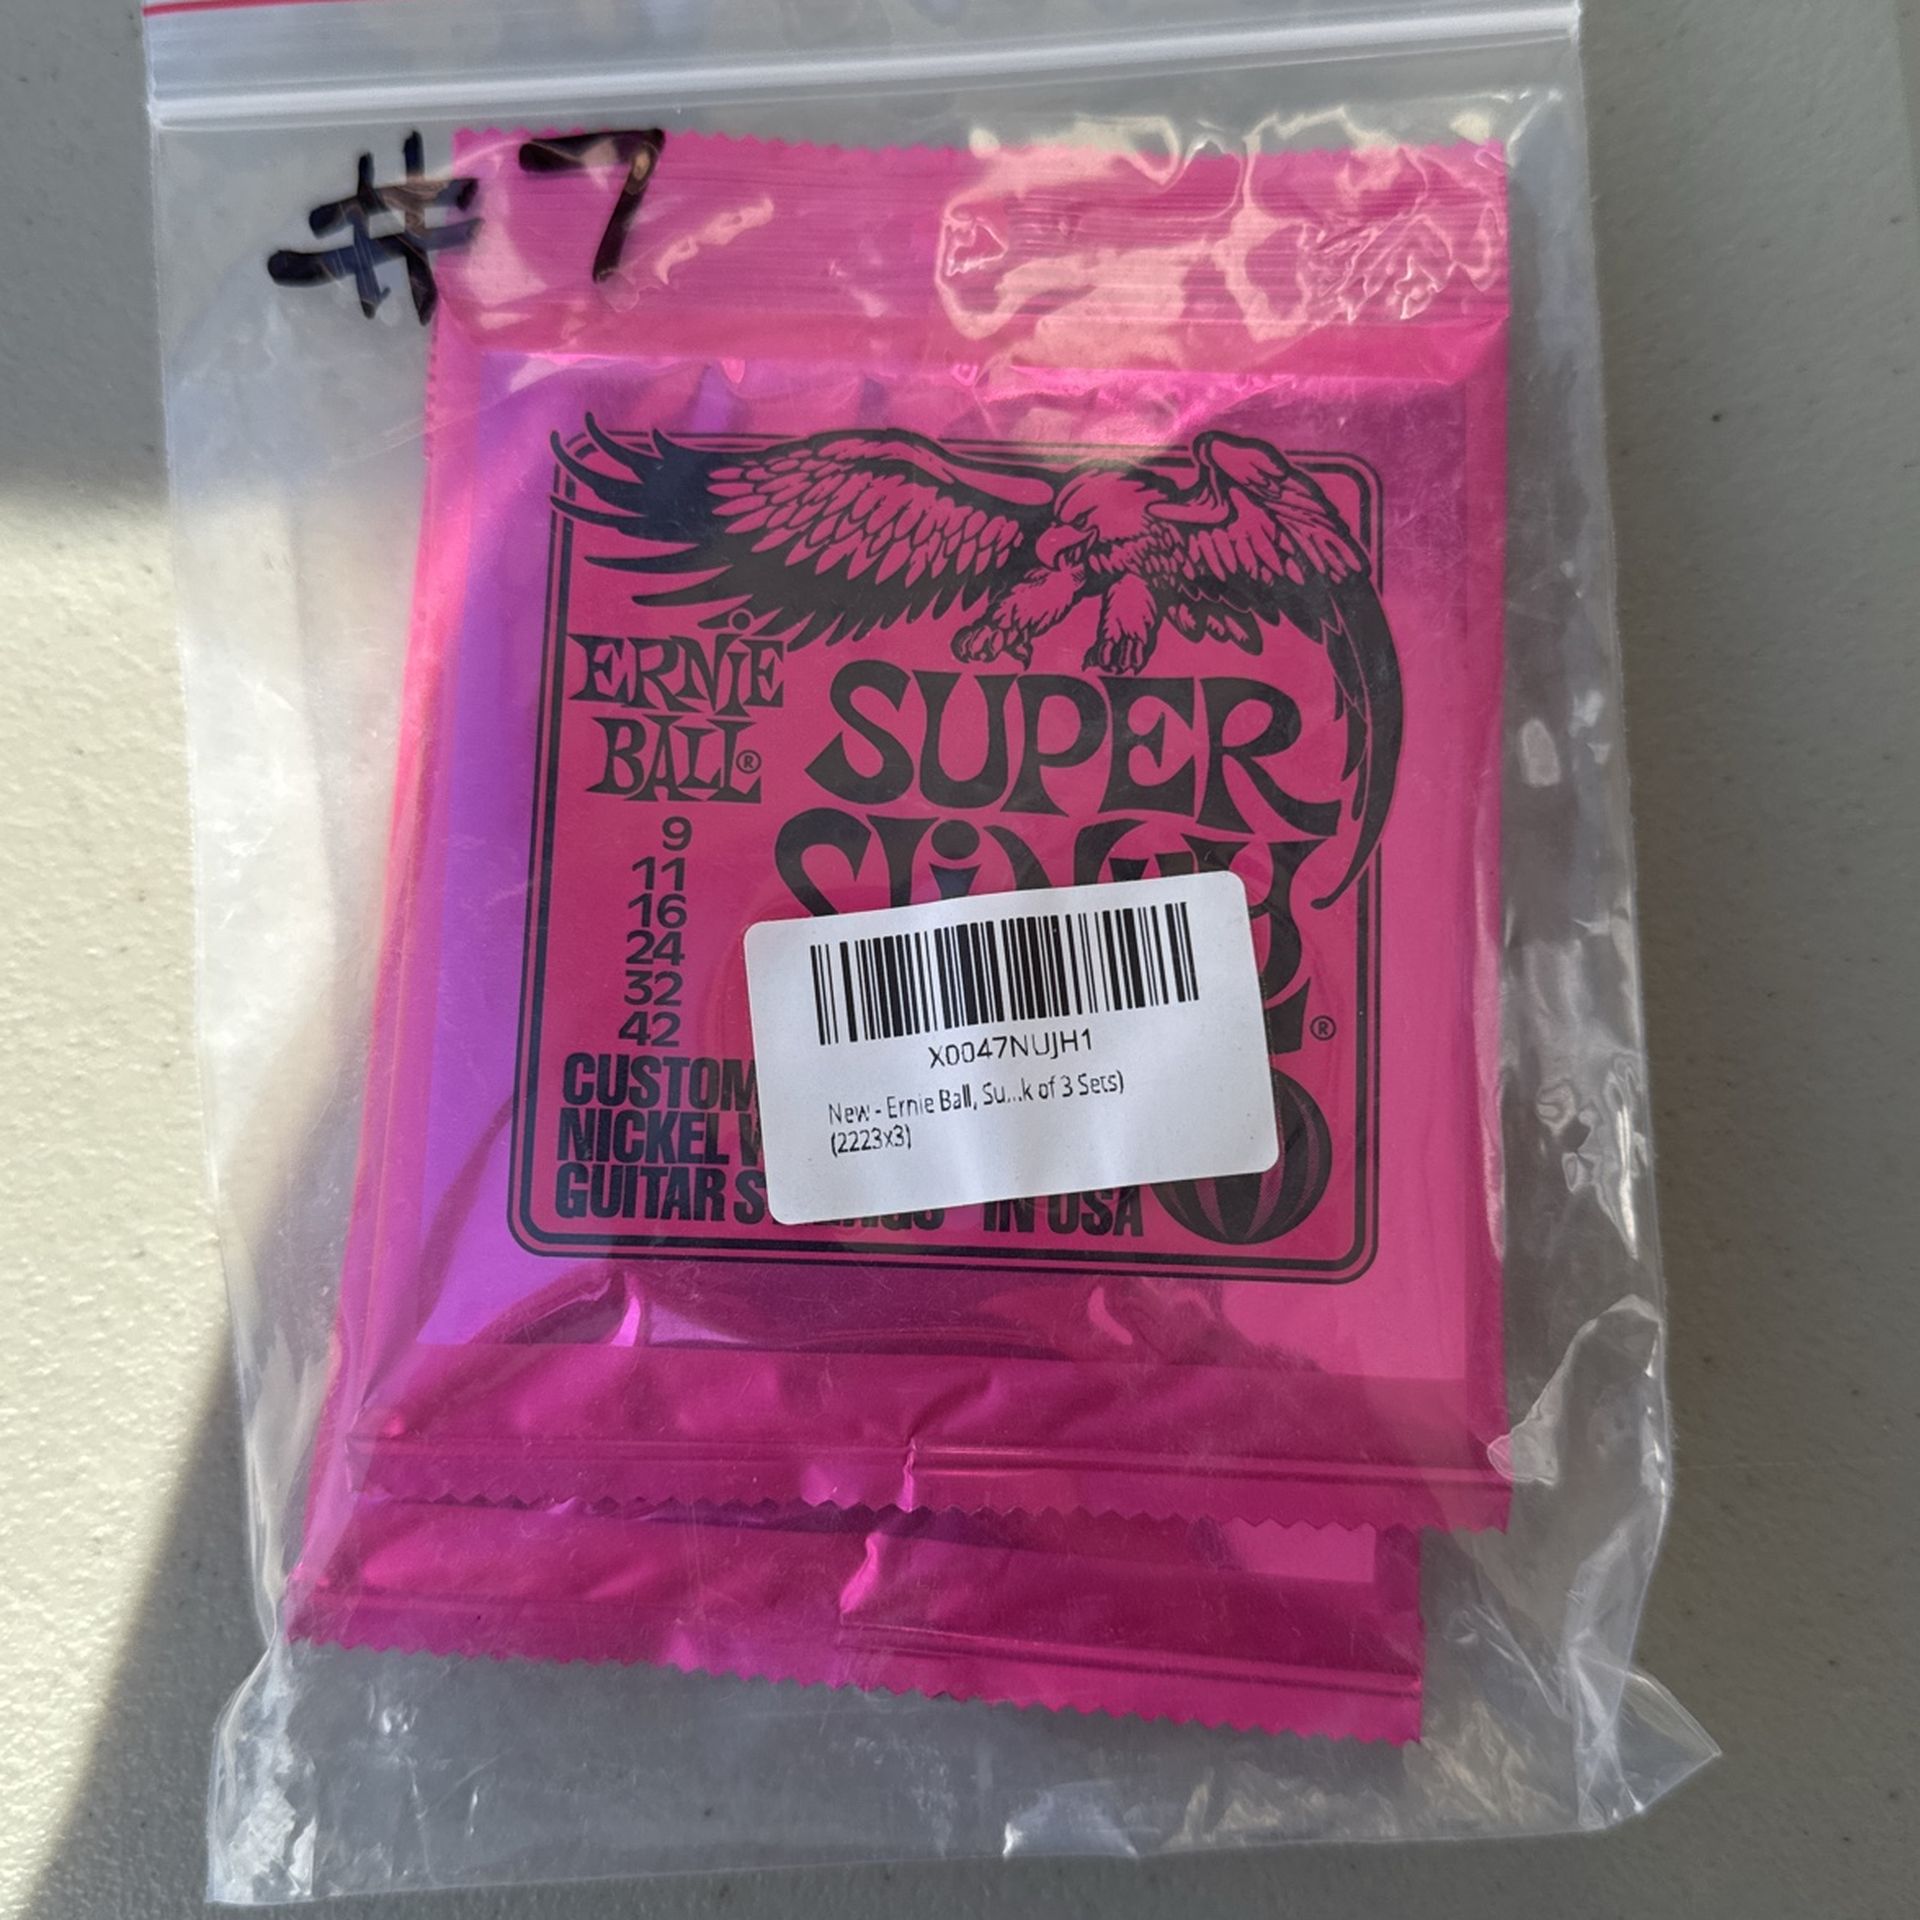 #7
ERNiE
BALL®
SUPER
SLiNKY®
9
11
16
24
32
42
CUSTOM
NICKEL
GUITAR
IN USA
X0047NUJH1
New - Ernie Ball, Su...k of 3 Sets)
(2223x3)